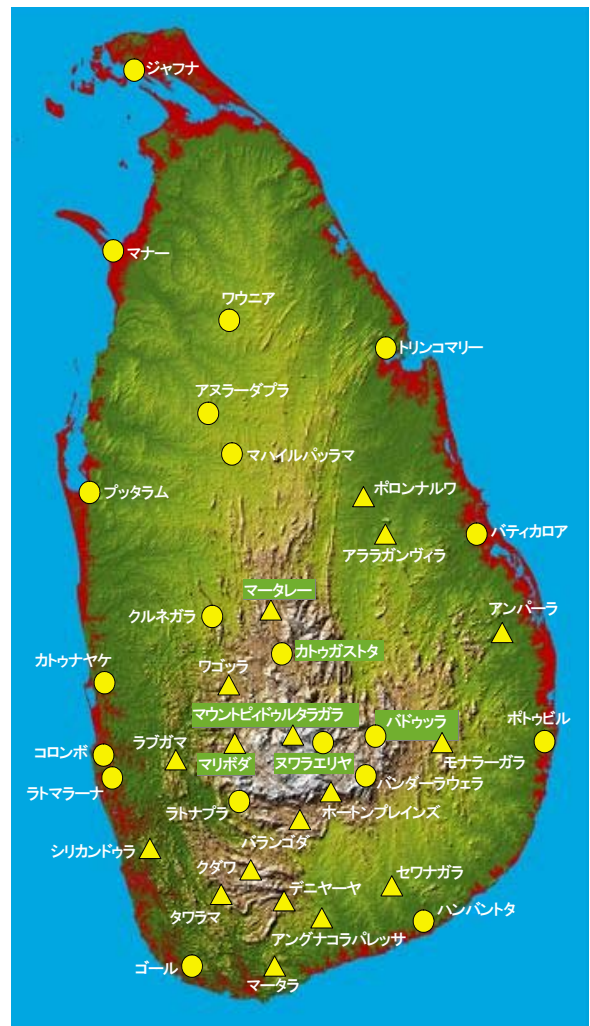 ジャフナ
マナー
ワウニア
トリンコマリー
アヌラーダプラ
マハイルパッラマ
プッタラム
ポロンナルワ
バティカロア
アララガンヴィラ
マータレー
アンパーラ
クルネガラ
カトゥガストタ
カトゥナヤケ
ワゴッラ
マウントピィドゥルタラガラ
バドゥッラ
ポトゥビル
コロンボ
ラブガマ
マリボダ
ヌワラエリヤ
モナラーガラ
ラトマラーナ
バンダーラウェラ
ラトナプラ
ホートンプレインズ
バランゴダ
シリカンドゥラ
クダワ
セワナガラ
デニヤーヤ
タワラマ
ハンバントタ
アングナコラパレッサ
ゴール
マータラ